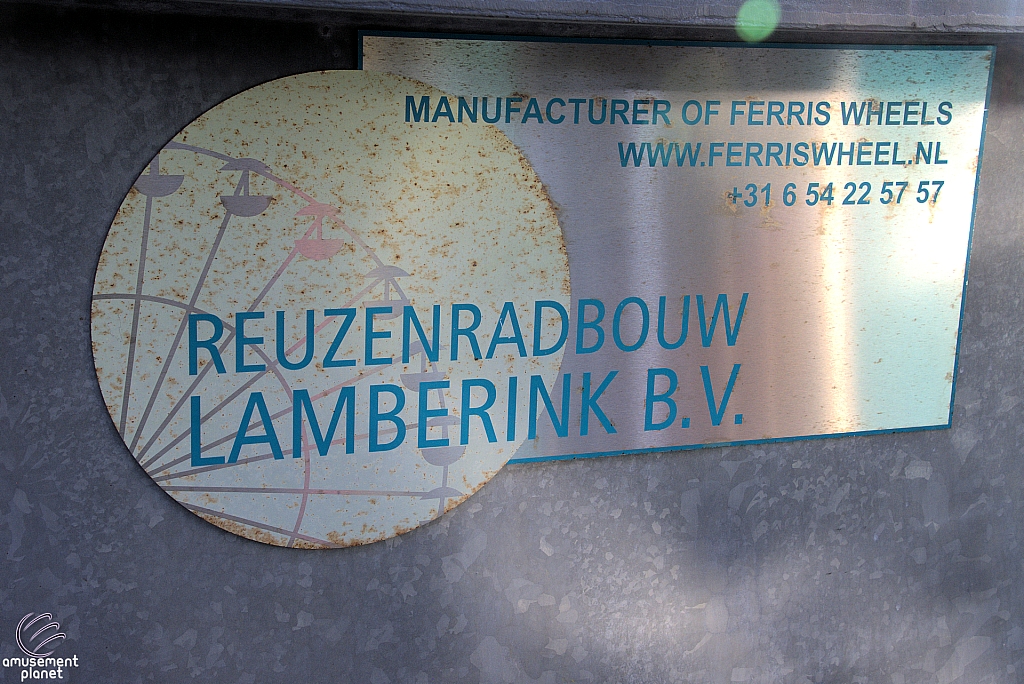 MANUFACTURER OF FERRIS WHEELS
WWW.FERRISWHEEL.NL
+31 6 54 22 57 57
REUZENRADBOUW
LAMBERINK B.V.
amusement
planet